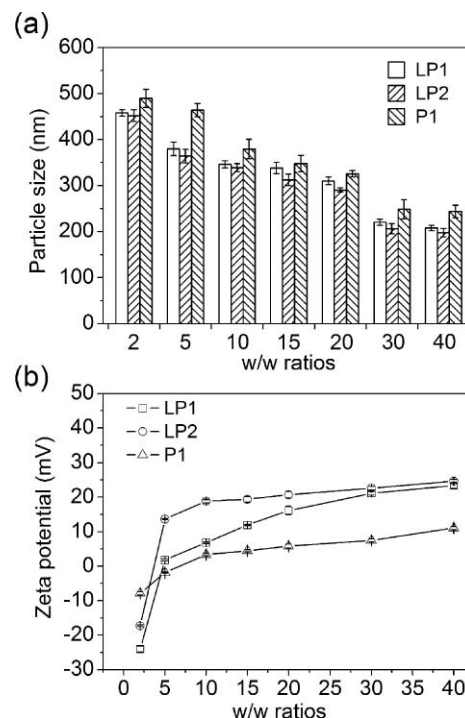 (a)
600
500
400
300
200
100
0
Particle size (nm)
LP1
LP2
P1
2 5 10 15 20 30 40
w/w ratios
(b)
50
40
30
20
10
0
-10
-20
-30
Zeta potential (mV)
LP1
LP2
P1
0 5 10 15 20 25 30 35 40
w/w ratios